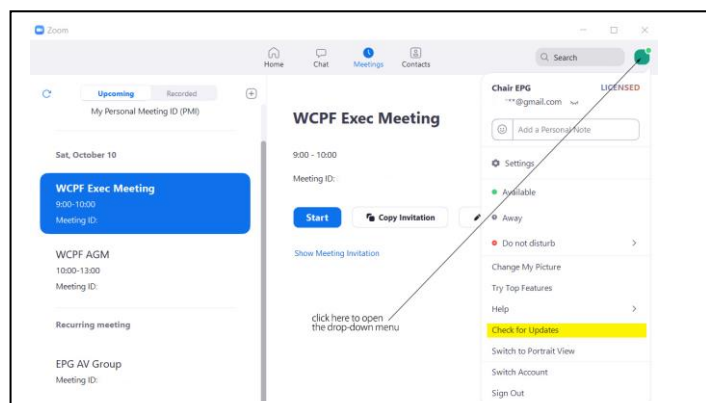 Zoom
Home
Chat
Meetings
Contacts
Search
Upcoming
Recorded
My Personal Meeting ID (PMI)
Sat, October 10
WCPF Exec Meeting
9:00-10:00
Meeting ID:
WCPF AGM
10:00-13:00
Meeting ID:
Recurring meeting
EPG AV Group
Meeting ID:
WCPF Exec Meeting
9:00 - 10:00
Meeting ID:
Start
Copy Invitation
Show Meeting Invitation
click here to open
the drop-down menu
Chair EPG LICENSED
***@gmail.com
Add a Personal Note
Settings
Available
Away
Do not disturb
Change My Picture
Try Top Features
Help
Check for Updates
Switch to Portrait View
Switch Account
Sign Out